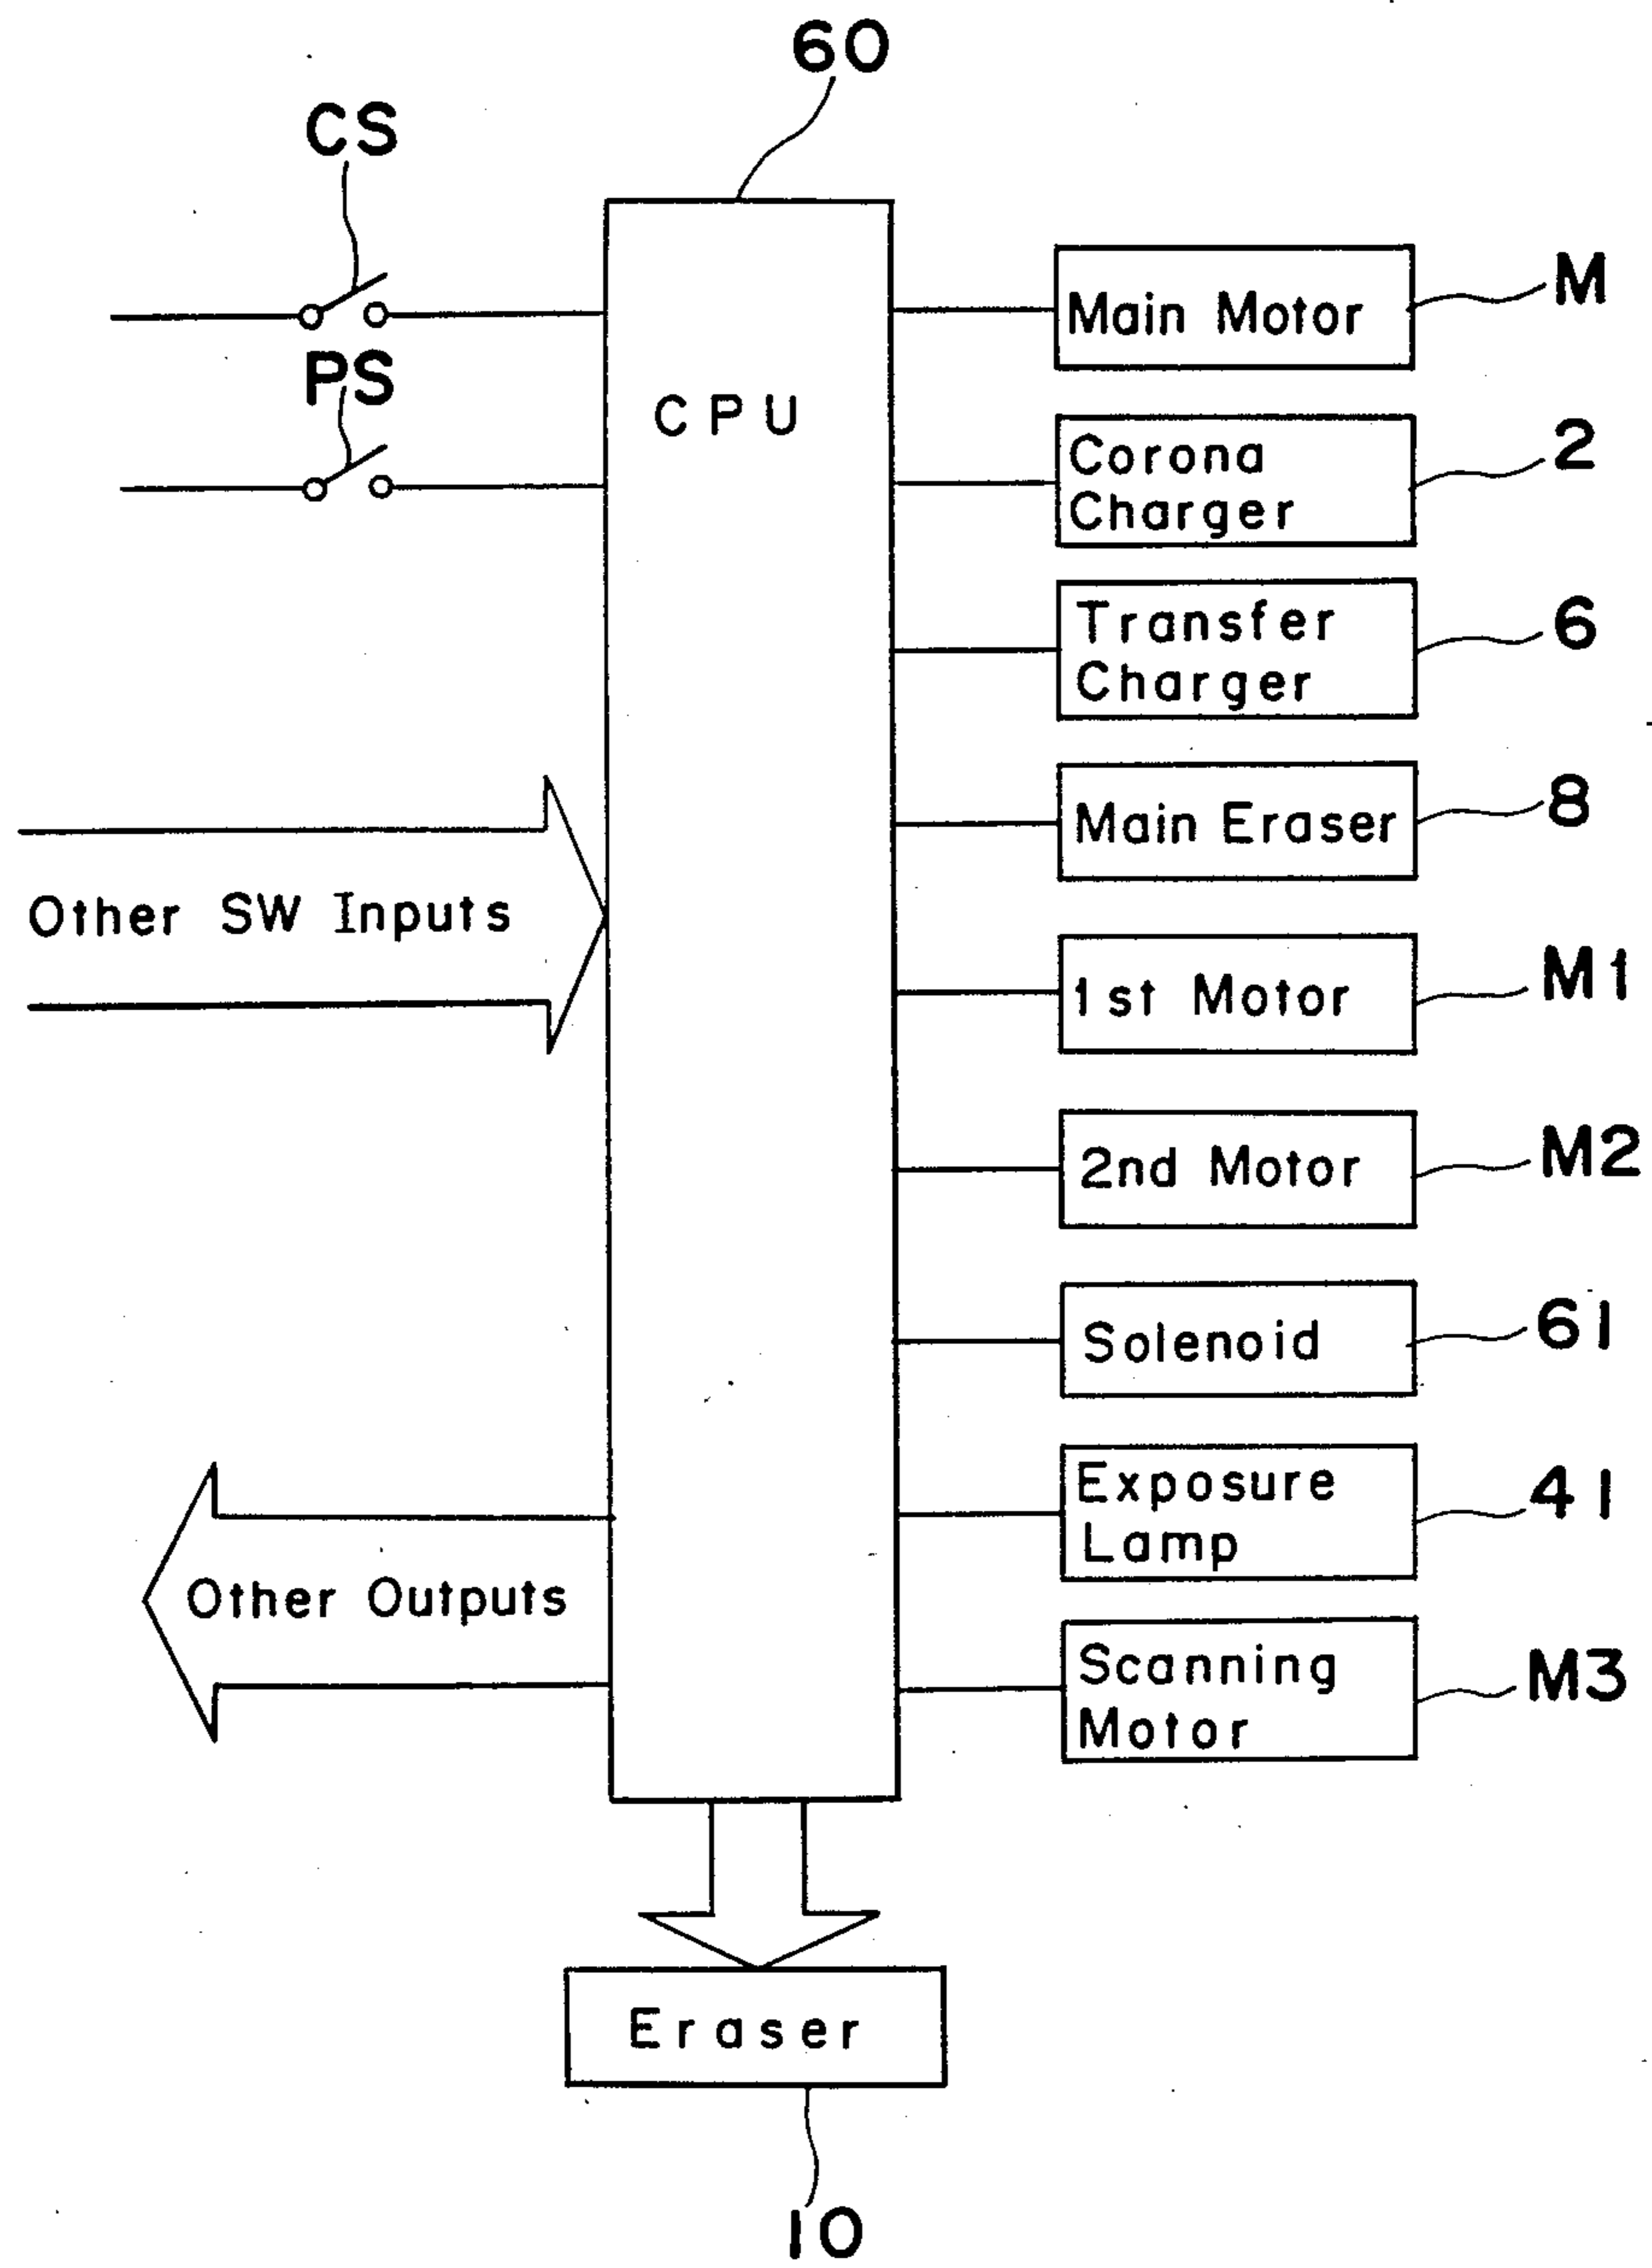 60
CS
PS
CPU
Other SW Inputs
Other Outputs
Main Motor
M
Corona
Charger
2
Transfer
Charger
6
Main Eraser
8
1st Motor
M1
2nd Motor
M2
Solenoid
61
Exposure
Lamp
41
Scanning
Motor
M3
Eraser
10